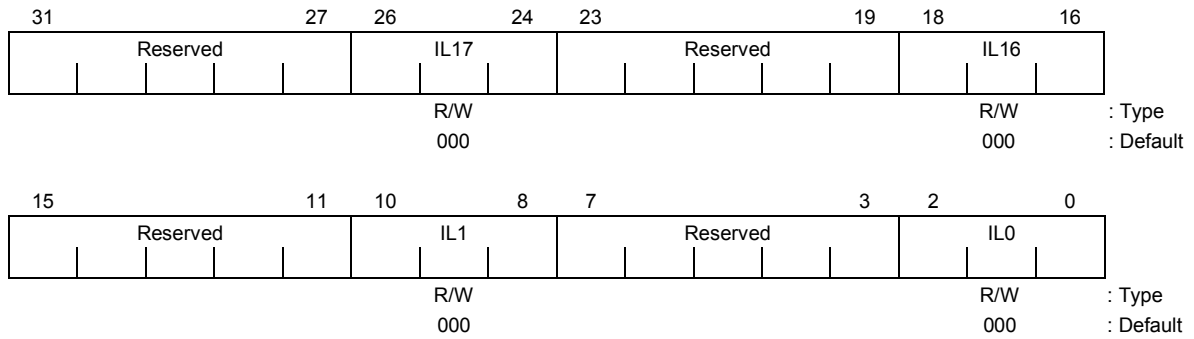 31 27 26 24 23 19 18 16
Reserved IL17 Reserved IL16
R/W R/W : Type
000 000 : Default
15 11 10 8 7 3 2 0
Reserved IL1 Reserved IL0
R/W R/W : Type
000 000 : Default